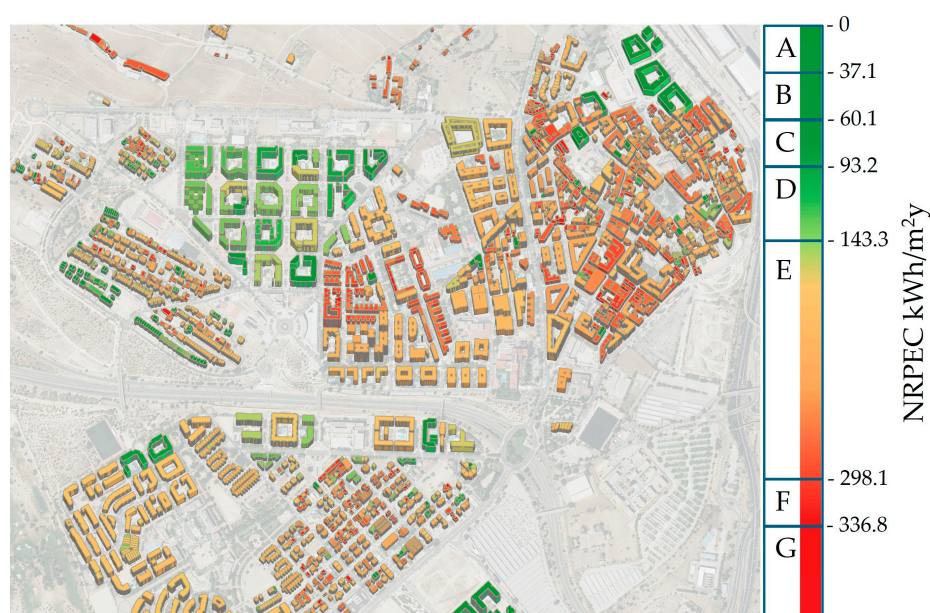 A
B
C
D
E
F
G
- 0
- 37.1
- 60.1
- 93.2
- 143.3
- 298.1
- 336.8
NRPEC kWh/m²y